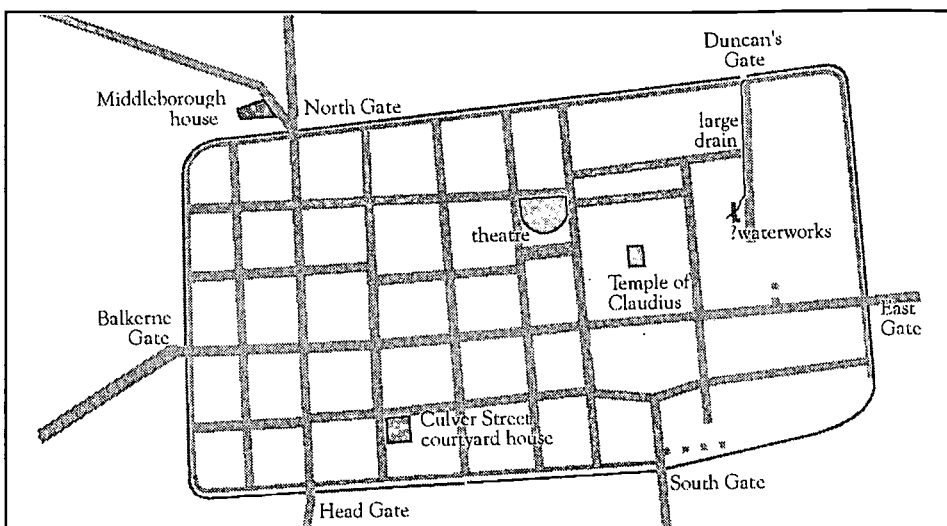 Duncan's
Gate
Middleborough
house
North Gate
large
drain
theatre
?waterworks
Temple of
Claudius
Balkerne
Gate
East
Gate
Culver Street
courtyard house
South Gate
Head Gate